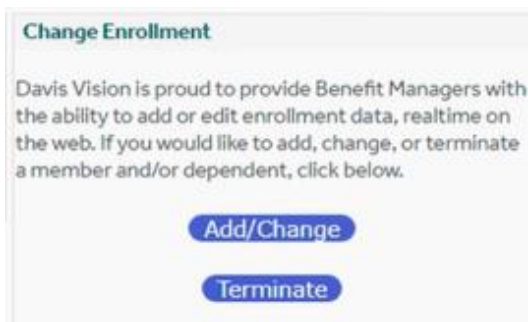 Change Enrollment
Davis Vision is proud to provide Benefit Managers with
the ability to add or edit enrollment data, realtime on
the web. If you would like to add, change, or terminate
a member and/or dependent, click below.
Add/Change
Terminate